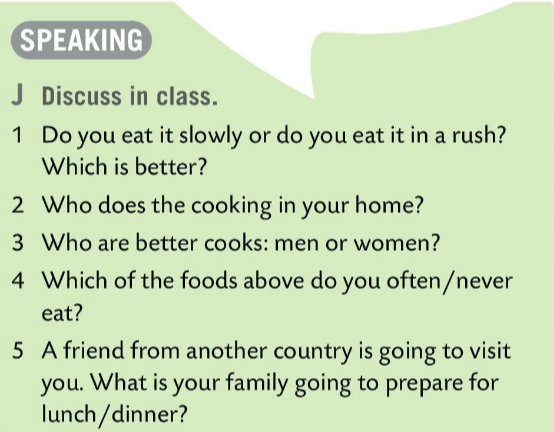 SPEAKING
J Discuss in class.
1 Do you eat it slowly or do you eat it in a rush?
Which is better?
2 Who does the cooking in your home?
3 Who are better cooks: men or women?
4 Which of the foods above do you often/never
eat?
5 A friend from another country is going to visit
you. What is your family going to prepare for
lunch/dinner?